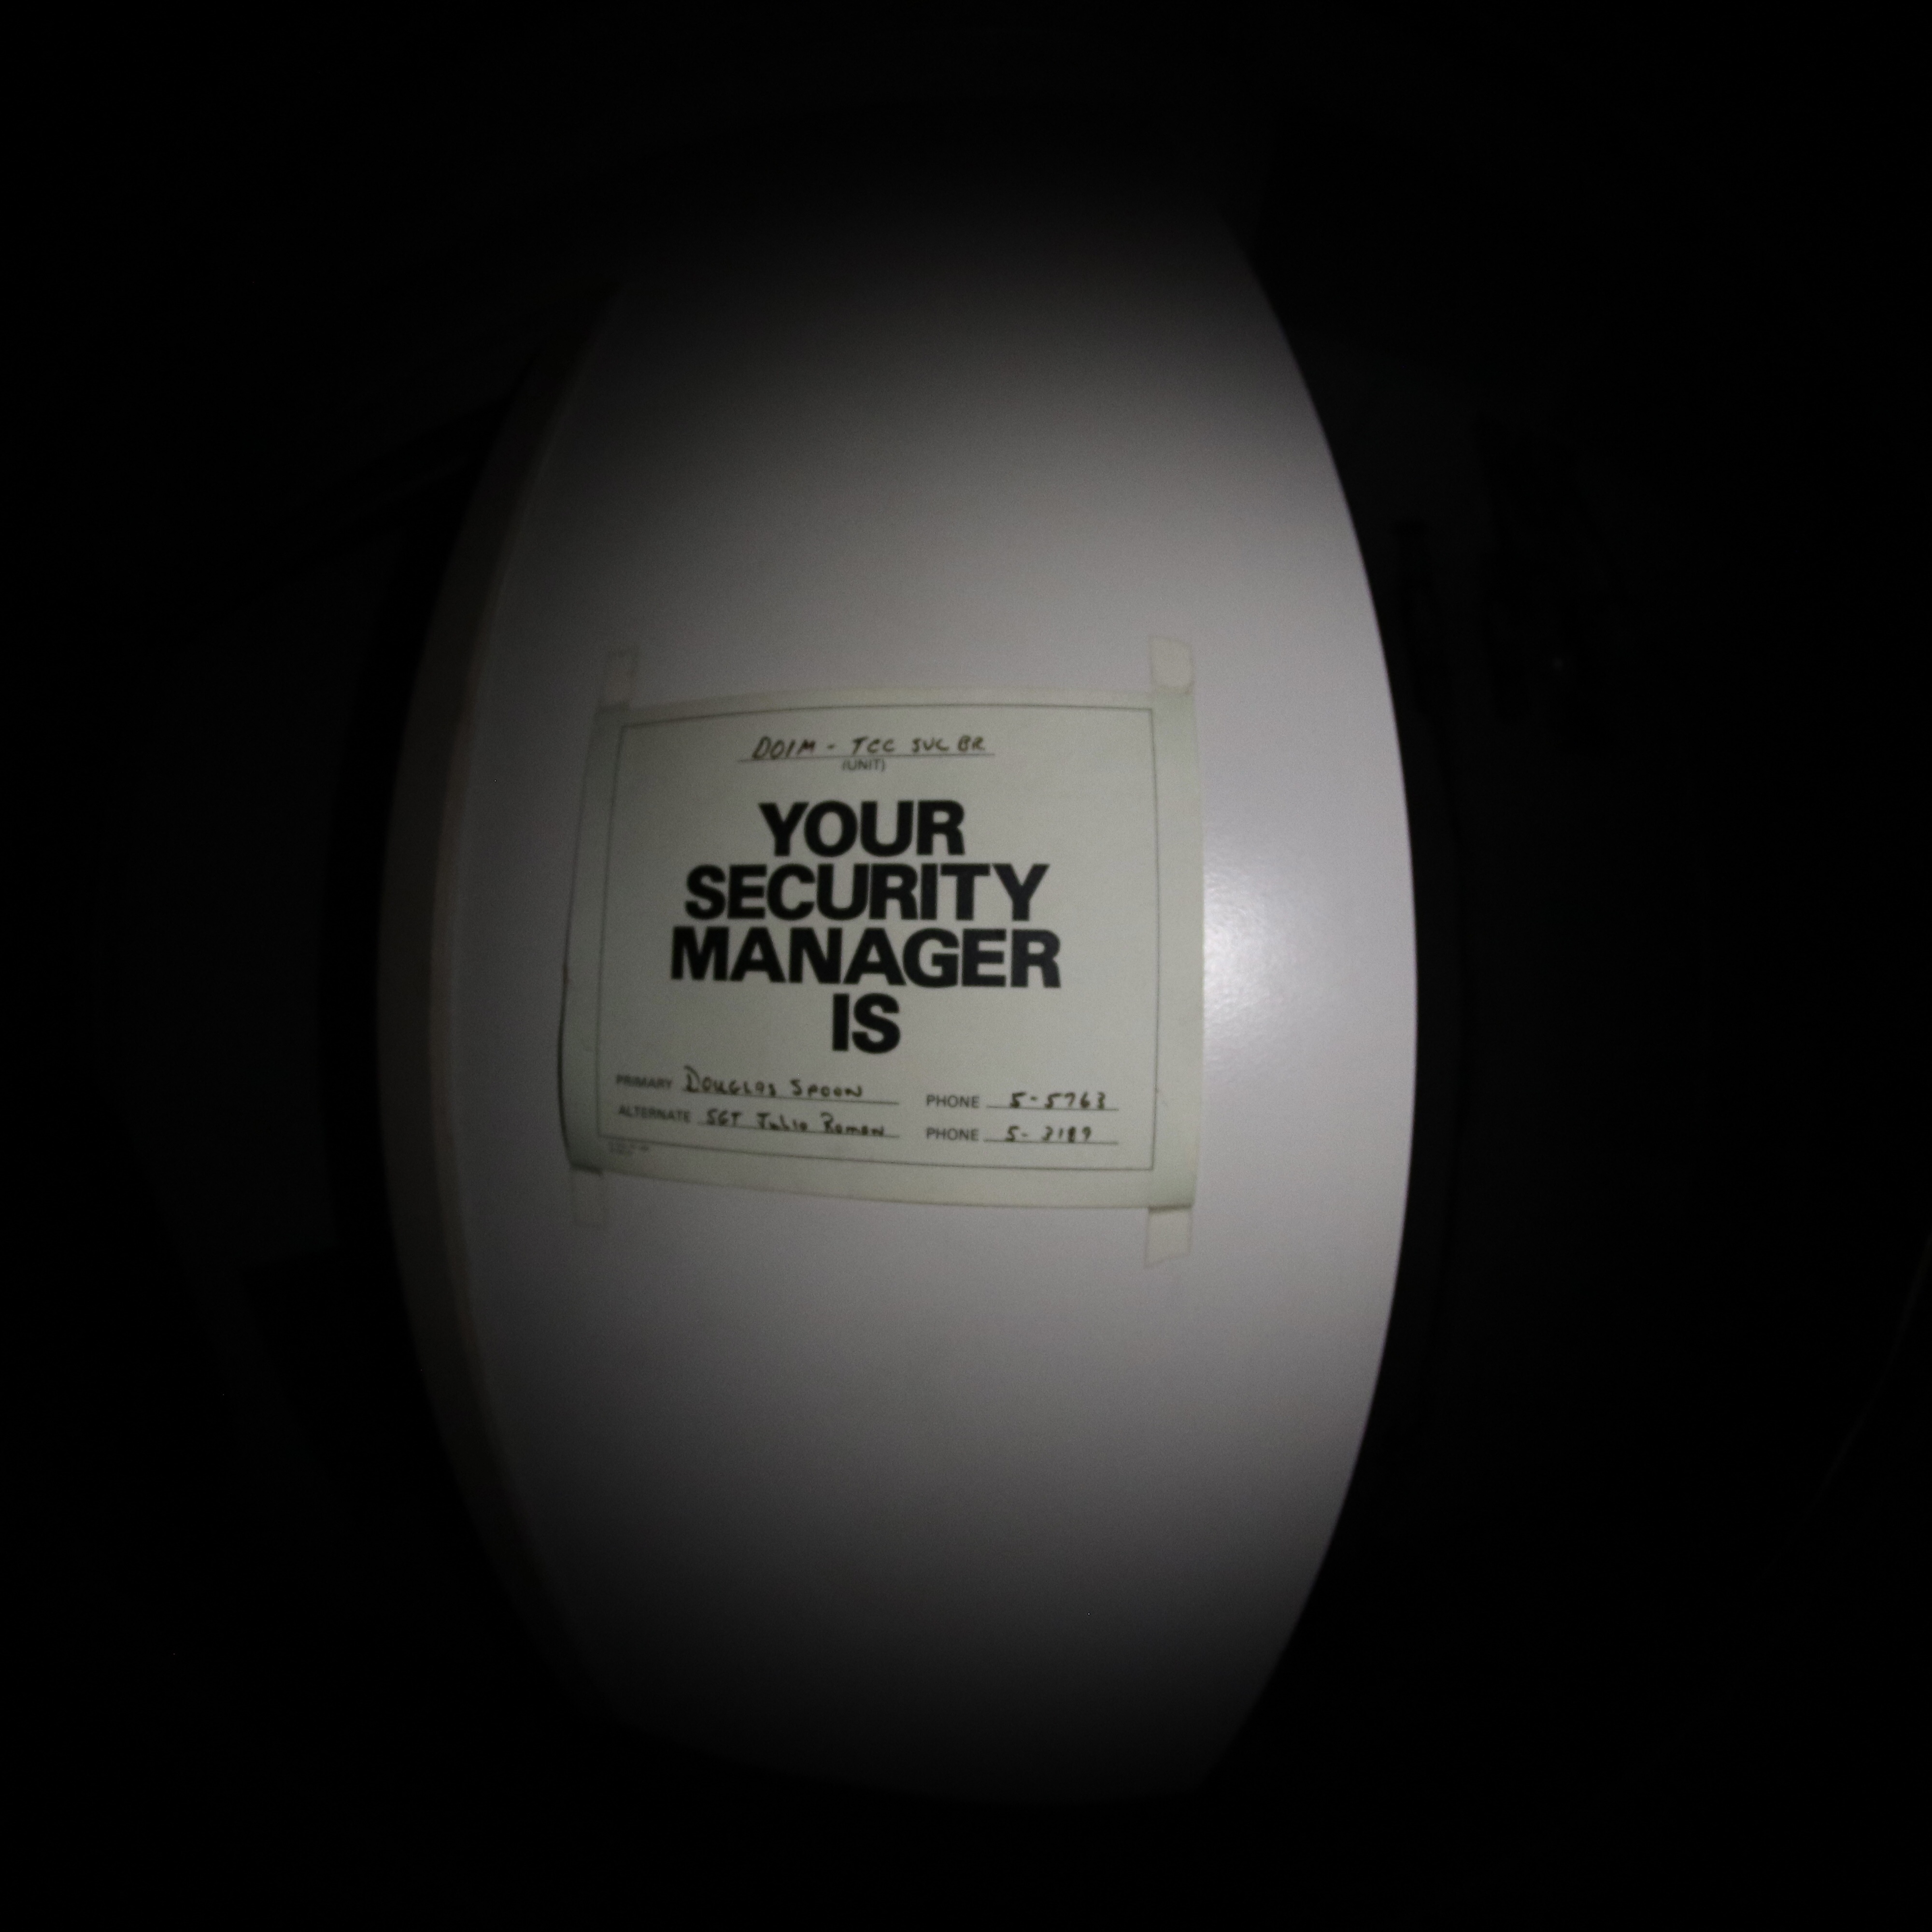 DOIM - TCC SVC BR
(UNIT)
YOUR
SECURITY
MANAGER
IS
PRIMARY DOUGLAS SPOON PHONE 5-5763
ALTERNATE SGT Julio Roman PHONE 5-3189